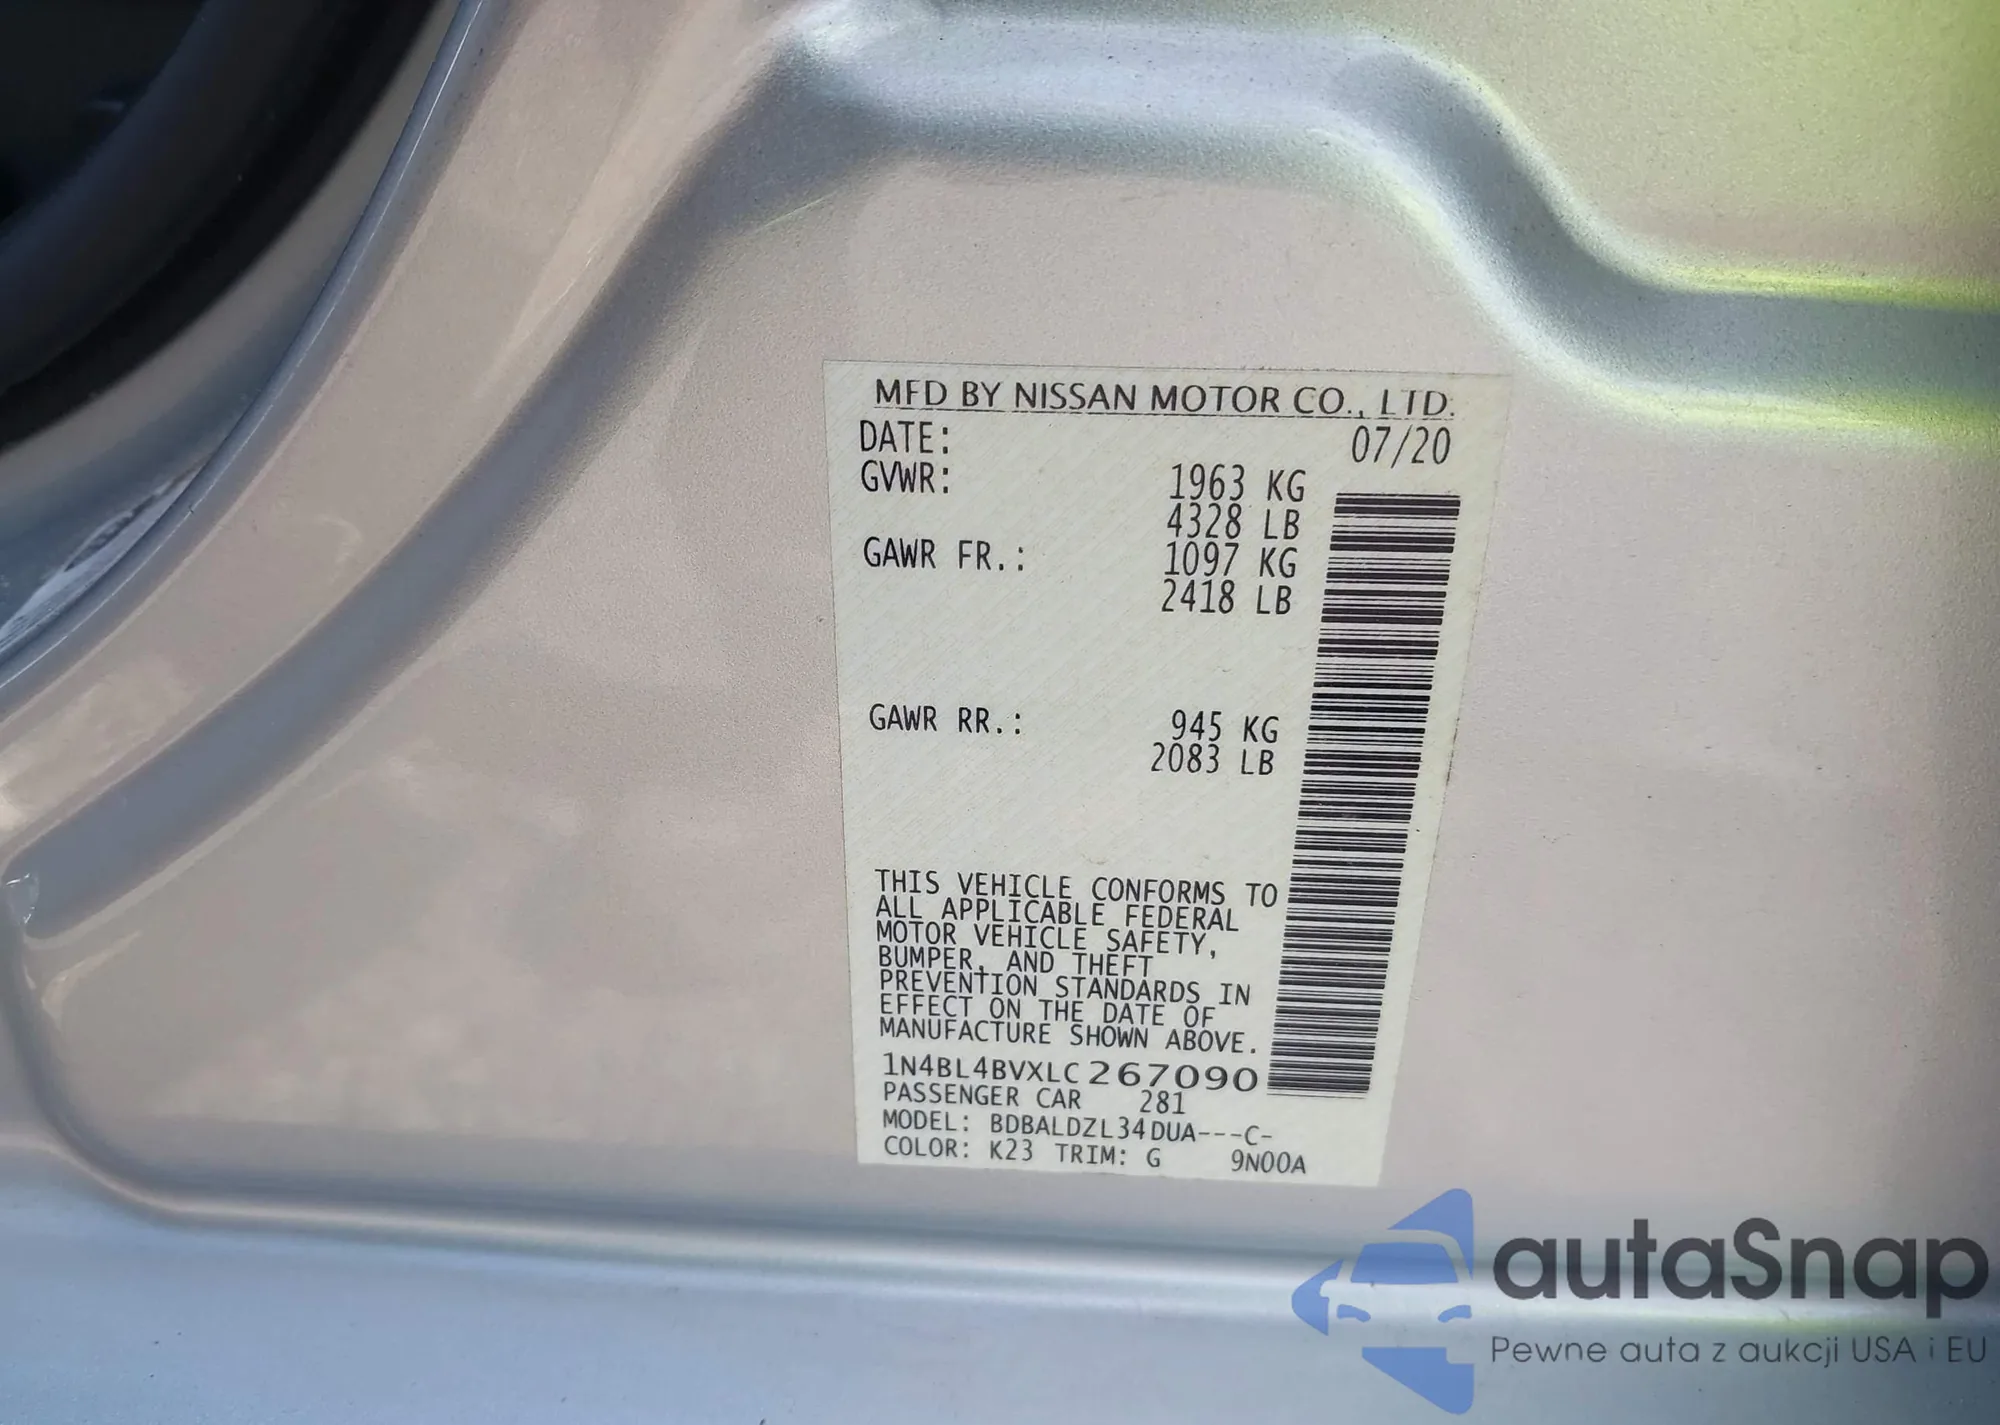 MFD BY NISSAN MOTOR CO., LTD.
DATE: 07/20
GVWR: 1963 KG
4328 LB
GAWR FR.: 1097 KG
2418 LB
GAWR RR.: 945 KG
2083 LB
THIS VEHICLE CONFORMS TO
ALL APPLICABLE FEDERAL
MOTOR VEHICLE SAFETY,
BUMPER, AND THEFT
PREVENTION STANDARDS IN
EFFECT ON THE DATE OF
MANUFACTURE SHOWN ABOVE.
1N4BL4BVXLC267090
PASSENGER CAR 281
MODEL: BDBALDZL34DUA---C-
COLOR: K23 TRIM: G 9N00A
autaSnap
Pewne auta z aukcji USA i EU